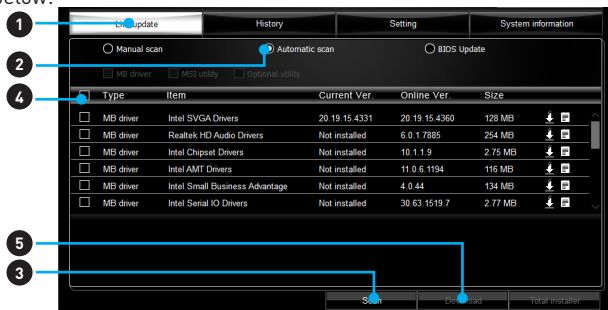 below:
1 Live update History Setting System information
2 Manual scan Automatic scan BIOS Update
MB driver MSI utility Optional utility
4 Type Item Current Ver. Online Ver. Size
MB driver Intel SVGA Drivers 20.19.15.4331 20.19.15.4360 128 MB
MB driver Realtek HD Audio Drivers Not installed 6.0.1.7885 254 MB
MB driver Intel Chipset Drivers Not installed 10.1.1.9 2.75 MB
MB driver Intel AMT Drivers Not installed 11.0.6.1194 116 MB
MB driver Intel Small Business Advantage Not installed 4.0.44 134 MB
MB driver Intel Serial IO Drivers Not installed 30.63.1519.7 2.77 MB
5
3 Scan Download Total installer